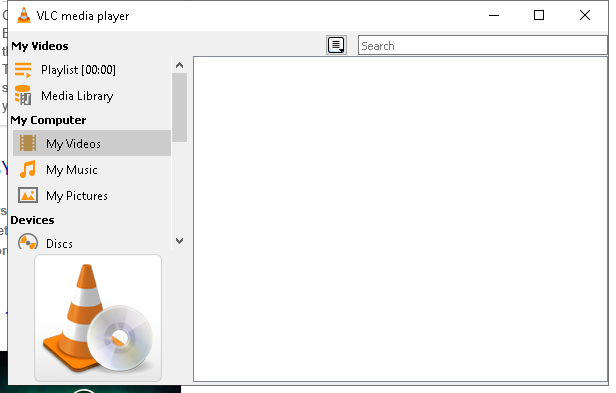 VLC media player
My Videos
Search
Playlist [00:00]
Media Library
My Computer
My Videos
My Music
My Pictures
Devices
Discs